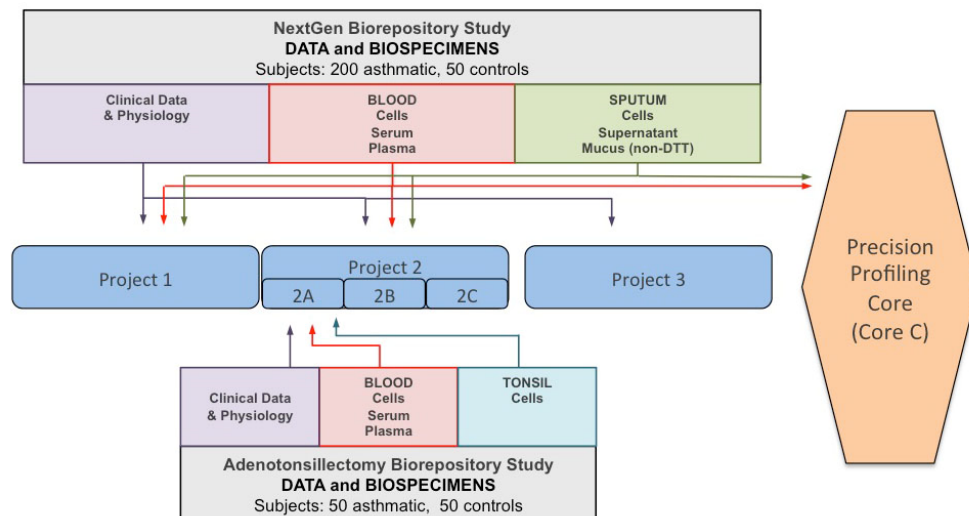 NextGen Biorepository Study
DATA and BIOSPECIMENS
Subjects: 200 asthmatic, 50 controls
Clinical Data
& Physiology
BLOOD
Cells
Serum
Plasma
SPUTUM
Cells
Supernatant
Mucus (non-DTT)
Project 1
Project 2
2A
2B
2C
Project 3
Precision
Profiling
Core
(Core C)
Clinical Data
& Physiology
BLOOD
Cells
Serum
Plasma
TONSIL
Cells
Adenotonsillectomy Biorepository Study
DATA and BIOSPECIMENS
Subjects: 50 asthmatic, 50 controls